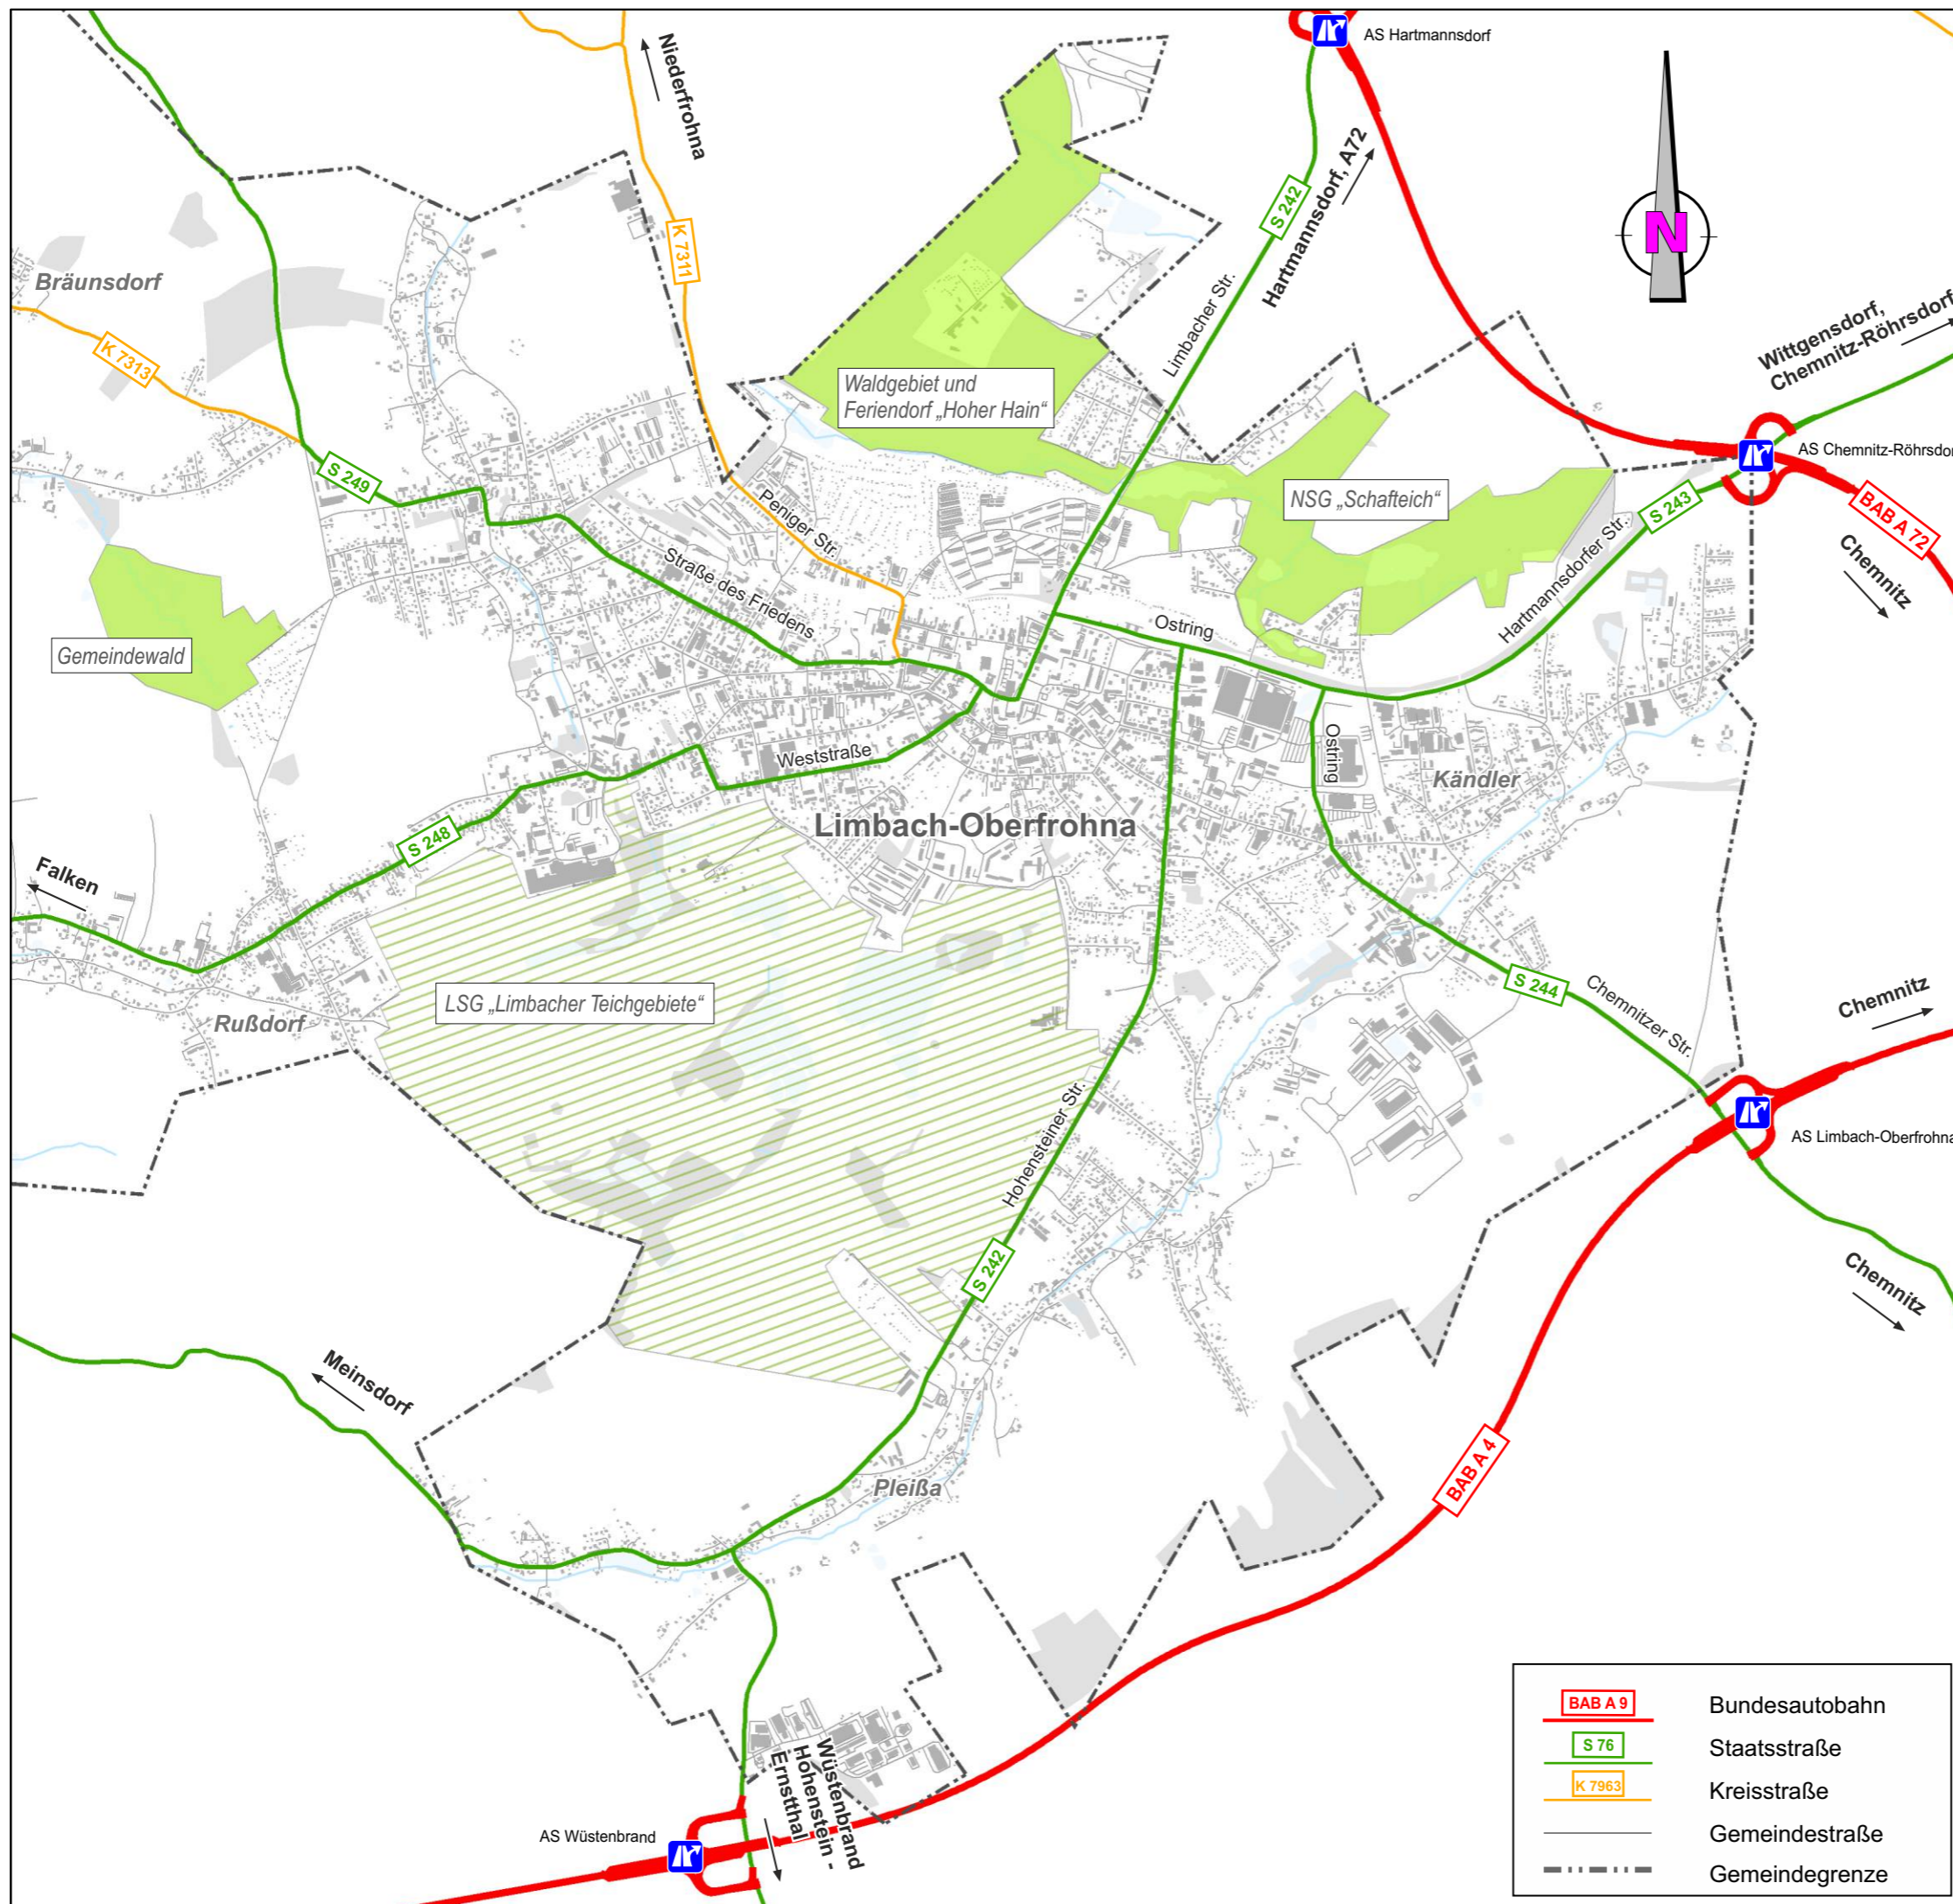 AS Hartmannsdorf
Niederfrohna
Hartmannsdorf, A72
S 242
N
K 7311
Bräunsdorf
Limbacher Str.
Wittgensdorf,
Chemnitz-Röhrsdorf
K 7313
Waldgebiet und
Feriendorf „Hoher Hain“
AS Chemnitz-Röhrsdor
S 249
NSG „Schafteich“
S 243
BAB A 72
Peniger Str.
Chemnitz
Straße des Friedens
Hartmannsdorfer Str.
Ostring
Gemeindewald
Weststraße
Ostring
Kändler
Limbach-Oberfrohna
S 248
Falken
LSG „Limbacher Teichgebiete“
S 244
Chemnitzer Str.
Chemnitz
Rußdorf
Hohensteiner Str.
AS Limbach-Oberfrohna
S 242
Chemnitz
Meinsdorf
BAB A 4
Pleißa
Wüstenbrand
Hohenstein -
Ernstthal
AS Wüstenbrand
BAB A 9
Bundesautobahn
S 76
Staatsstraße
K 7963
Kreisstraße
Gemeindestraße
Gemeindegrenze